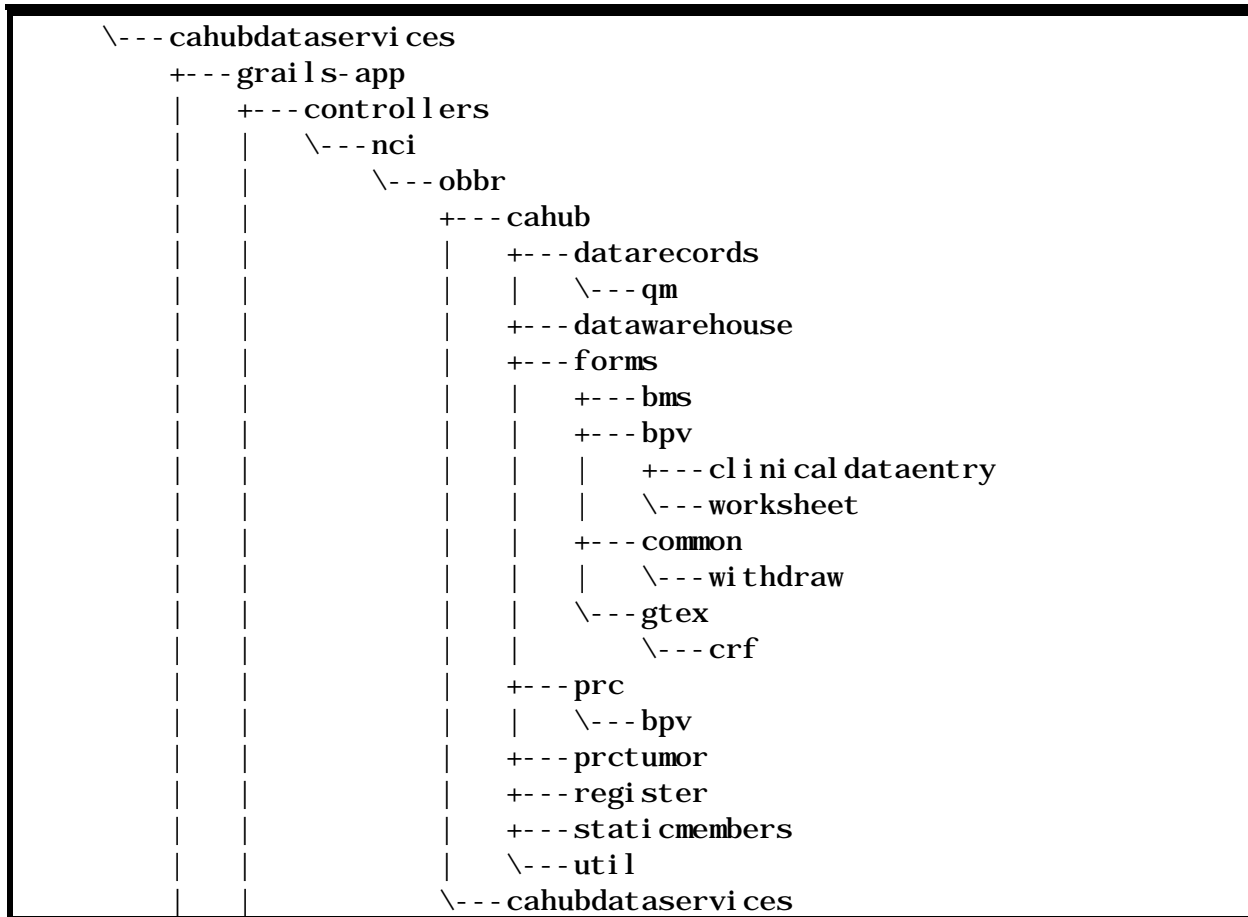 \---cahubdataservices
    +---grails-app
    |   +---controllers
    |   |   \---nci
    |   |       \---obbr
    |   |           +---cahub
    |   |           |   +---datarecords
    |   |           |   |   \---qm
    |   |           |   +---datawarehouse
    |   |           |   +---forms
    |   |           |   |   +---bms
    |   |           |   |   +---bpv
    |   |           |   |   |   +---clinicaldataentry
    |   |           |   |   |   \---worksheet
    |   |           |   |   +---common
    |   |           |   |   |   \---withdraw
    |   |           |   |   \---gtex
    |   |           |   |       \---crf
    |   |           |   +---prc
    |   |           |   |   \---bpv
    |   |           |   +---prctumor
    |   |           |   +---register
    |   |           |   +---staticmembers
    |   |           |   \---util
    |   |           \---cahubdataservices